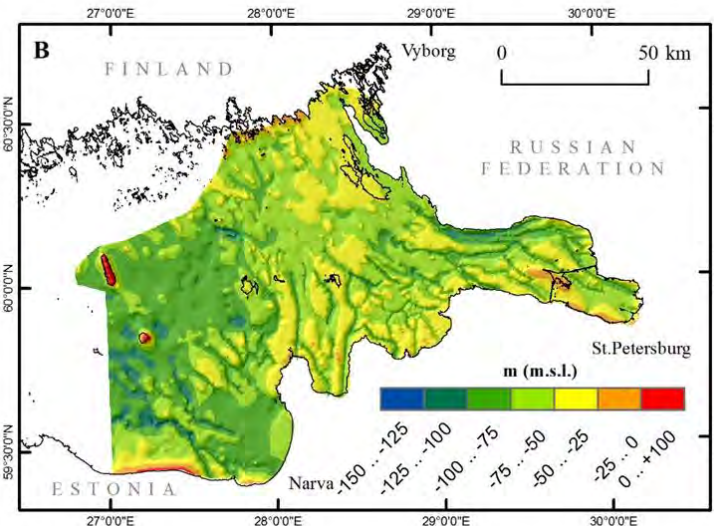 27°0'0"E 28°0'0"E 29°0'0"E 30°0'0"E
B
Vyborg
0 50 km
FINLAND
60°30'0"N
RUSSIAN
FEDERATION
60°0'0"N
St.Petersburg
m (m.s.l.)
-150 ... -125
-125 ... -100
-100 ... -75
-75 ... -50
-50 ... -25
-25 .. 0
0 .. +100
59°30'0"N
Narva
ESTONIA
27°0'0"E 28°0'0"E 29°0'0"E 30°0'0"E